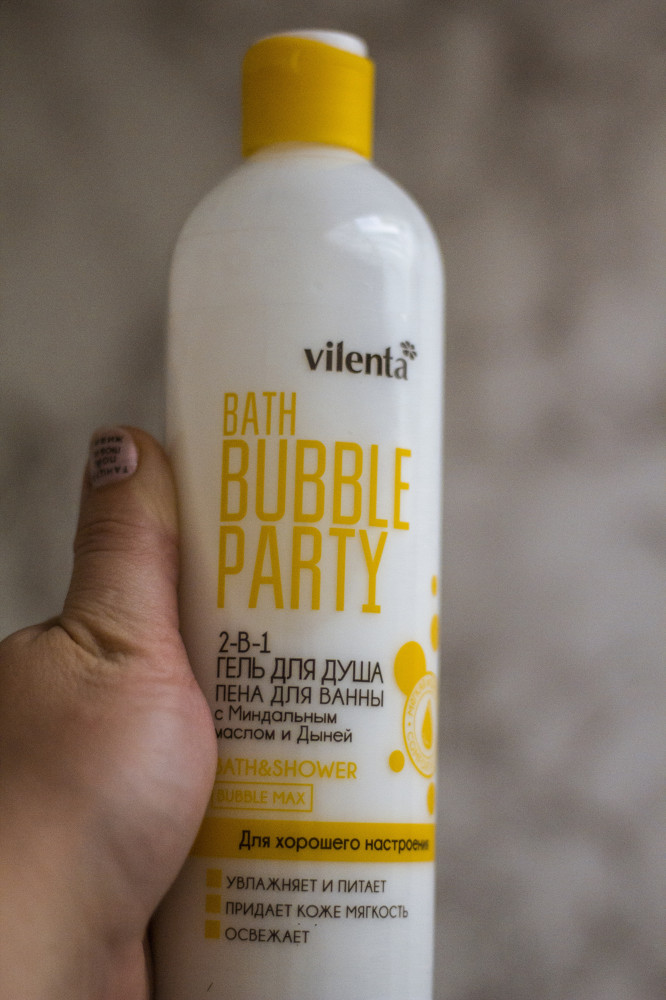 vilenta
BATH
BUBBLE
PARTY
2-В-1
ГЕЛЬ ДЛЯ ДУША
ПЕНА ДЛЯ ВАННЫ
с Миндальным
маслом и Дыней
BATH&SHOWER
BUBBLE MAX
Для хорошего настроения
УВЛАЖНЯЕТ И ПИТАЕТ
ПРИДАЕТ КОЖЕ МЯГКОСТЬ
ОСВЕЖАЕТ